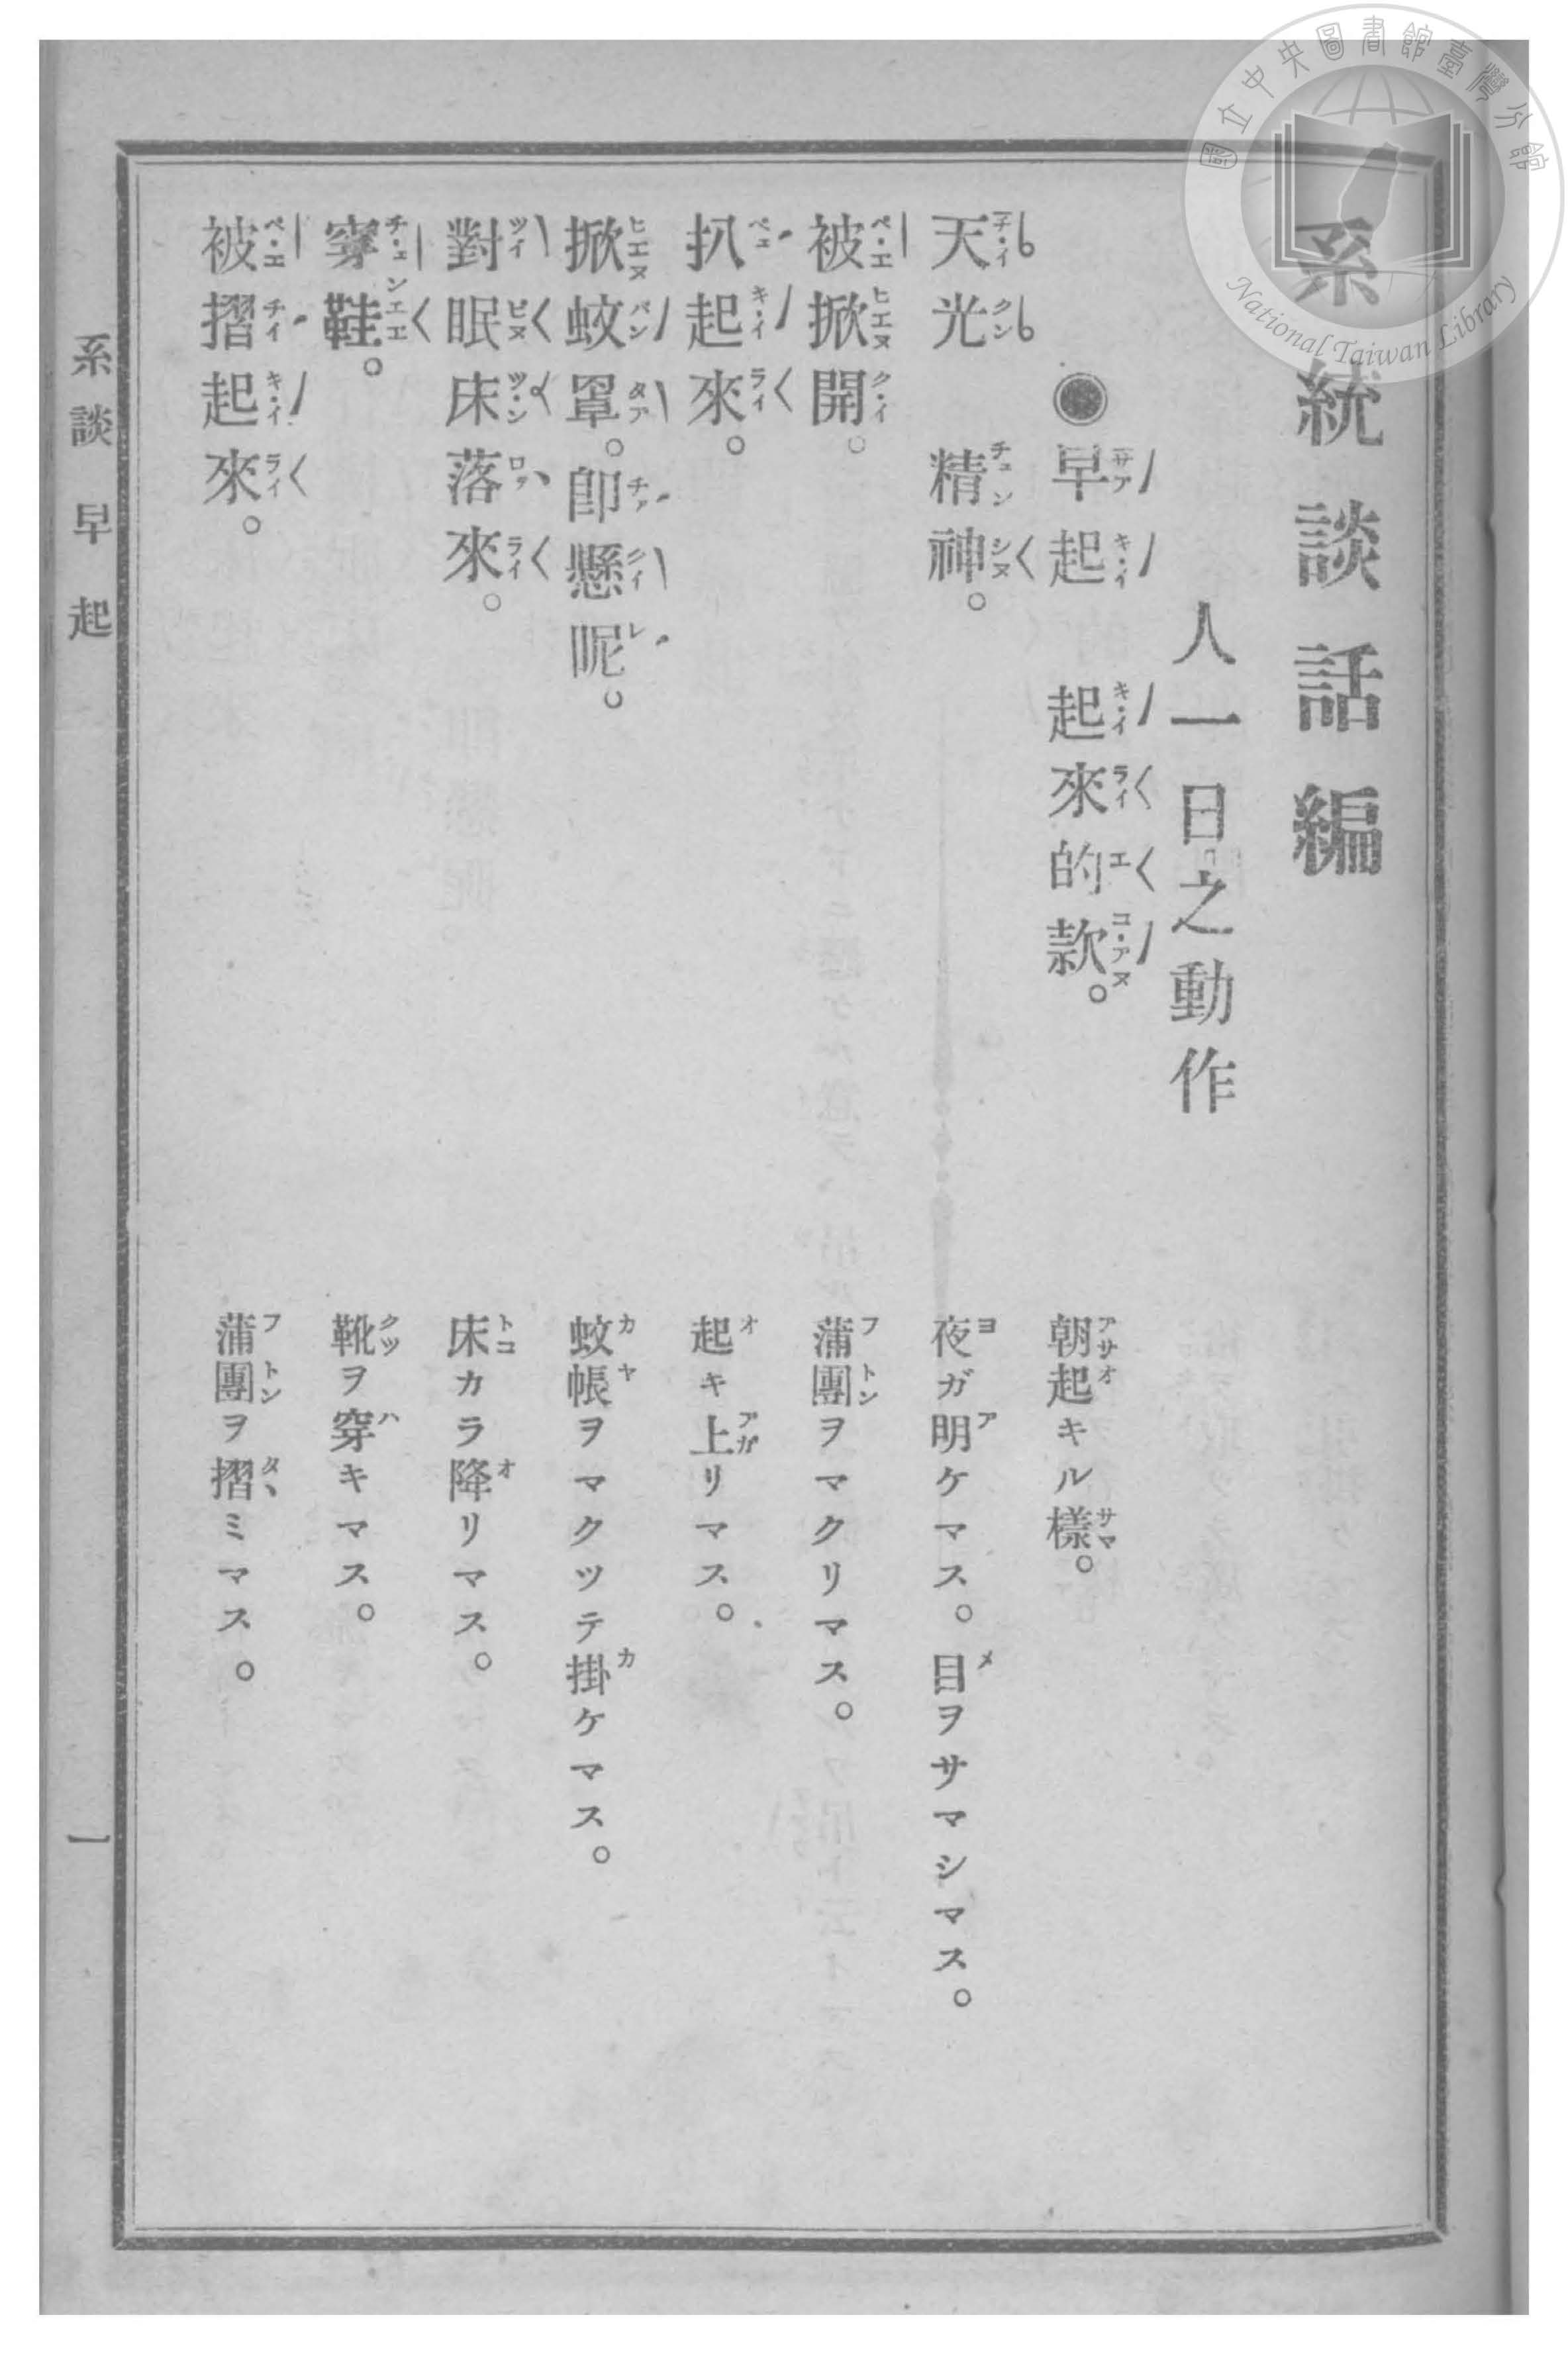 國立中央圖書館臺灣分館
National Taiwan Library
系統談話編
人一日之動作
◉早起 起來的款。
朝起キル樣。
天光 精神。
夜ガ明ケマス。目ヲサマシマス。
被掀開。
蒲團ヲマクリマス。
扒起來。
起キ上リマス。
掀蚊罩。卽懸呢。
蚊帳ヲマクツテ掛ケマス。
對眠床落來。
床カラ降リマス。
穿鞋。
靴ヲ穿キマス。
被摺起來。
蒲團ヲ摺ミマス。
系談 早起
一